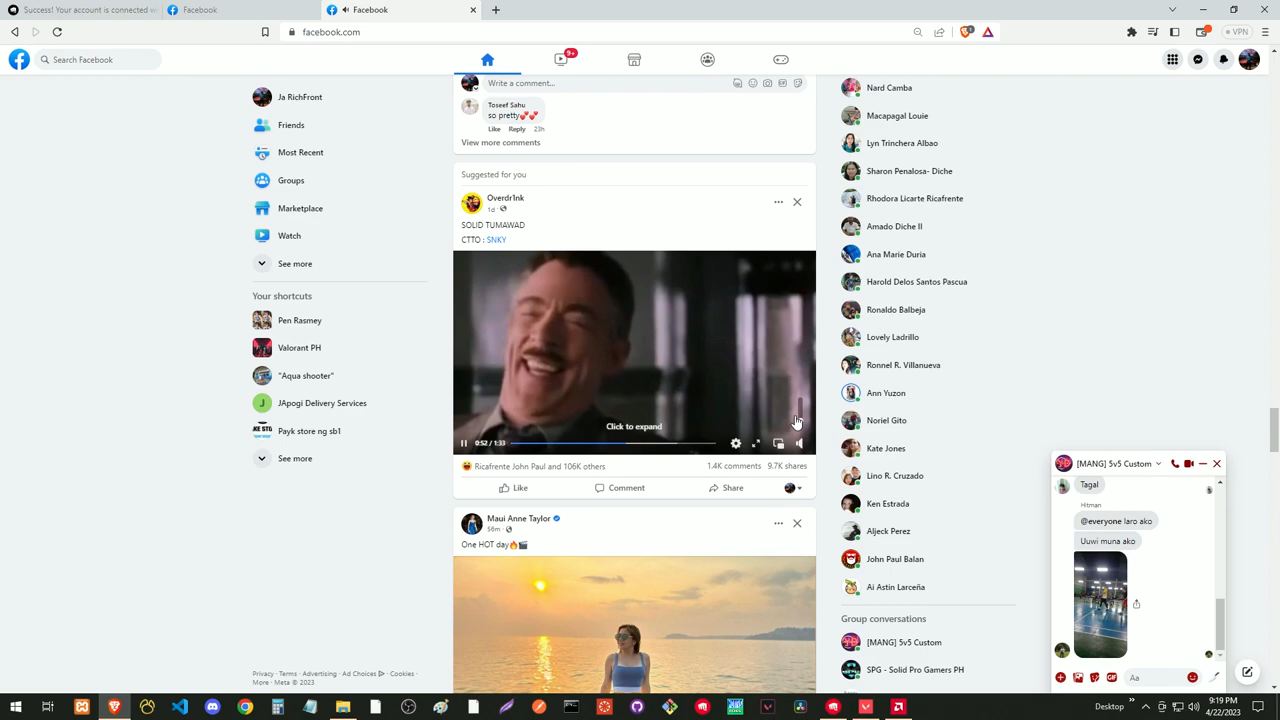 Success! Your account is connected w
Facebook
Facebook
facebook.com
VPN
Search Facebook
9+
Ja RichFront
Friends
Most Recent
Groups
Marketplace
Watch
See more
Your shortcuts
Pen Rasmey
Valorant PH
"Aqua shooter"
JApogi Delivery Services
Payk store ng sb1
See more
Privacy · Terms · Advertising · Ad Choices · Cookies ·
More · Meta © 2023
Write a comment...
Toseef Sahu
so pretty💕💕
Like Reply 23h
View more comments
Suggested for you
Overdr1nk
1d ·
SOLID TUMAWAD
CTTO : SNKY
Click to expand
0:52 / 1:33
Ricafrente John Paul and 106K others
1.4K comments 9.7K shares
Like Comment Share
Maui Anne Taylor
56m ·
One HOT day🔥🎬
Nard Camba
Macapagal Louie
Lyn Trinchera Albao
Sharon Penalosa- Diche
Rhodora Licarte Ricafrente
Amado Diche II
Ana Marie Duria
Harold Delos Santos Pascua
Ronaldo Balbeja
Lovely Ladrillo
Ronnel R. Villanueva
Ann Yuzon
Noriel Gito
Kate Jones
Lino R. Cruzado
Ken Estrada
Aljeck Perez
John Paul Balan
Ai Astin Larceña
Group conversations
[MANG] 5v5 Custom
SPG - Solid Pro Gamers PH
[MANG] 5v5 Custom
Tagal
Hitman
@everyone laro ako
Uuwi muna ako
GIF
Aa
Desktop
9:19 PM
4/22/2023